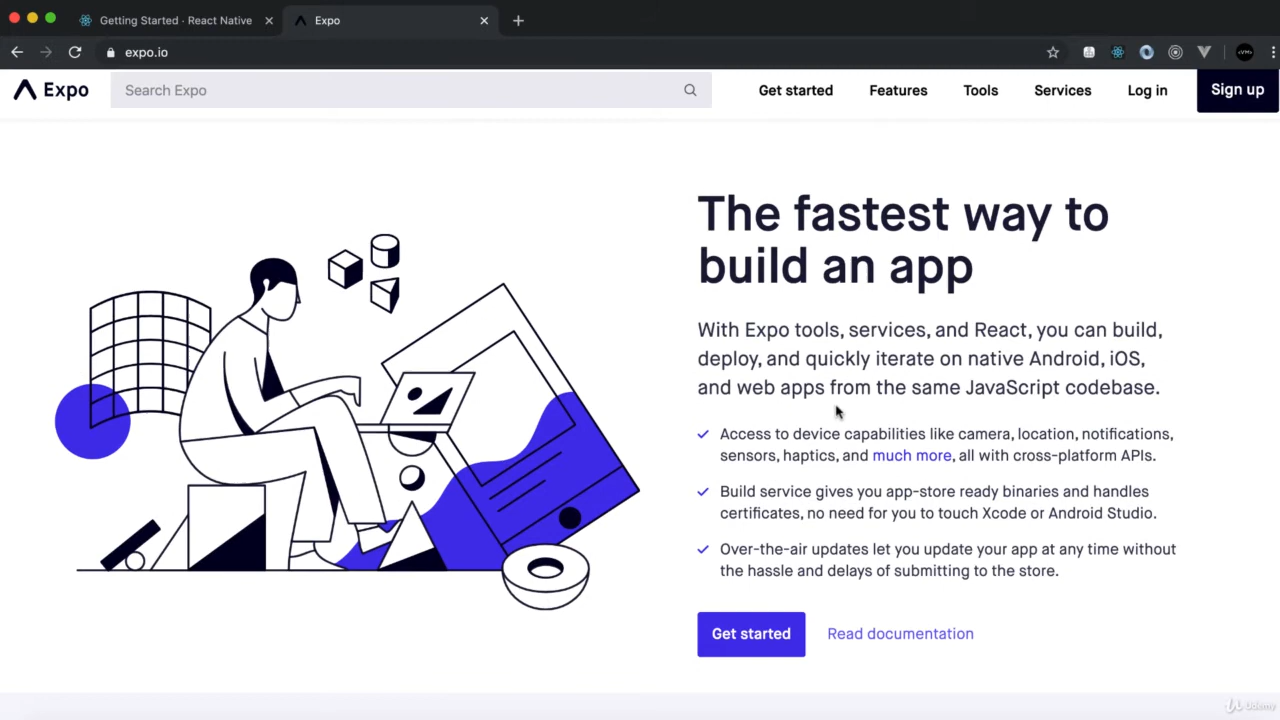 Getting Started · React Native
Expo
expo.io
Expo
Search Expo
Get started
Features
Tools
Services
Log in
Sign up
The fastest way to
build an app
With Expo tools, services, and React, you can build,
deploy, and quickly iterate on native Android, iOS,
and web apps from the same JavaScript codebase.
Access to device capabilities like camera, location, notifications,
sensors, haptics, and much more, all with cross-platform APIs.
Build service gives you app-store ready binaries and handles
certificates, no need for you to touch Xcode or Android Studio.
Over-the-air updates let you update your app at any time without
the hassle and delays of submitting to the store.
Get started
Read documentation
Udemy